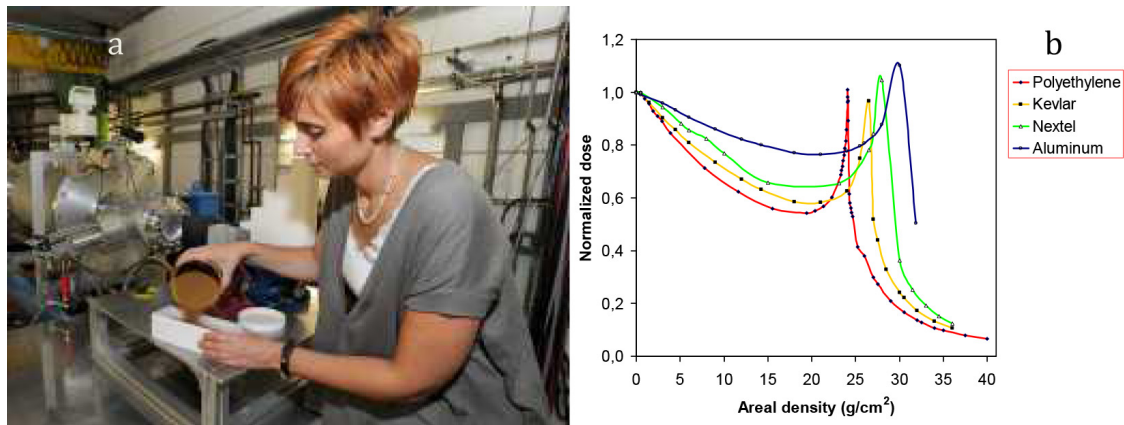 a
b
1,2
1,0
0,8
0,6
0,4
0,2
0,0
Normalized dose
0 5 10 15 20 25 30 35 40
Areal density (g/cm²)
Polyethylene
Kevlar
Nextel
Aluminum